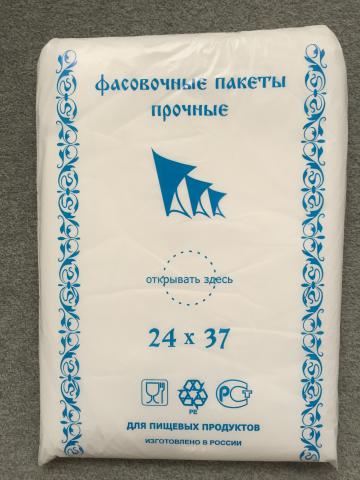 фасовочные пакеты
прочные
открывать здесь
24 х 37
PE
РСТ
ДЛЯ ПИЩЕВЫХ ПРОДУКТОВ
ИЗГОТОВЛЕНО В РОССИИ